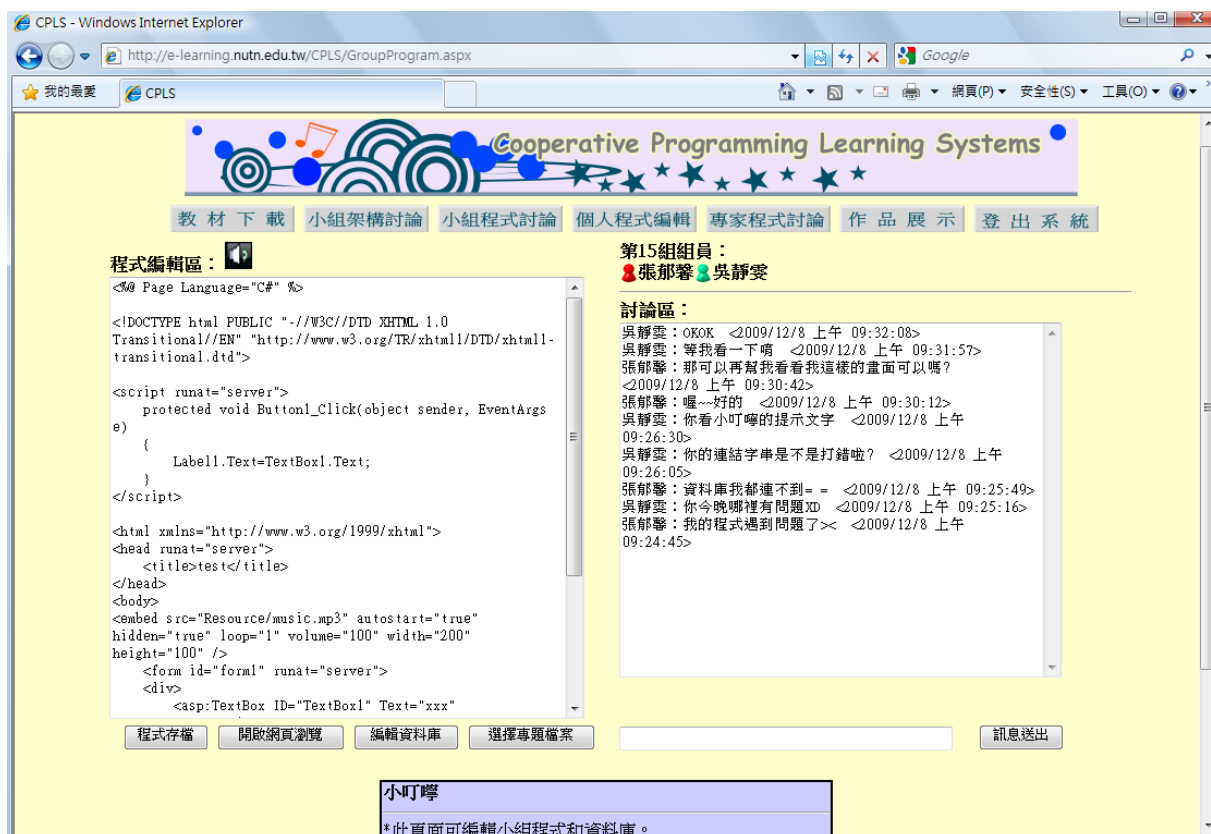 CPLS - Windows Internet Explorer
http://e-learning.nutn.edu.tw/CPLS/GroupProgram.aspx
Google
我的最愛
CPLS
網頁(P)
安全性(S)
工具(O)
Cooperative Programming Learning Systems
教材下載
小組架構討論
小組程式討論
個人程式編輯
專家程式討論
作品展示
登出系統
程式編輯區：
<%@ Page Language="C#" %>
<!DOCTYPE html PUBLIC "-//W3C//DTD XHTML 1.0
Transitional//EN" "http://www.w3.org/TR/xhtml1/DTD/xhtml1-
transitional.dtd">
<script runat="server">
protected void Button1_Click(object sender, EventArgs
e)
{
Label1.Text=TextBox1.Text;
}
</script>
<html xmlns="http://www.w3.org/1999/xhtml">
<head runat="server">
<title>test</title>
</head>
<body>
<embed src="Resource/music.mp3" autostart="true"
hidden="true" loop="1" volume="100" width="200"
height="100" />
<form id="form1" runat="server">
<div>
<asp:TextBox ID="TextBox1" Text="xxx"
程式存檔
開啟網頁瀏覽
編輯資料庫
選擇專題檔案
第15組組員：
張郁馨 吳靜雯
討論區：
吳靜雯：OKOK <2009/12/8 上午 09:32:08>
吳靜雯：等我看一下唷 <2009/12/8 上午 09:31:57>
張郁馨：那可以再幫我看看我這樣的畫面可以嗎?
<2009/12/8 上午 09:30:42>
張郁馨：喔~~好的 <2009/12/8 上午 09:30:12>
吳靜雯：你看小叮嚀的提示文字 <2009/12/8 上午
09:26:30>
吳靜雯：你的連結字串是不是打錯啦? <2009/12/8 上午
09:26:05>
張郁馨：資料庫我都連不到= = <2009/12/8 上午 09:25:49>
吳靜雯：你今晚哪裡有問題XD <2009/12/8 上午 09:25:16>
張郁馨：我的程式遇到問題了>< <2009/12/8 上午
09:24:45>
訊息送出
小叮嚀
*此頁面可編輯小組程式和資料庫。